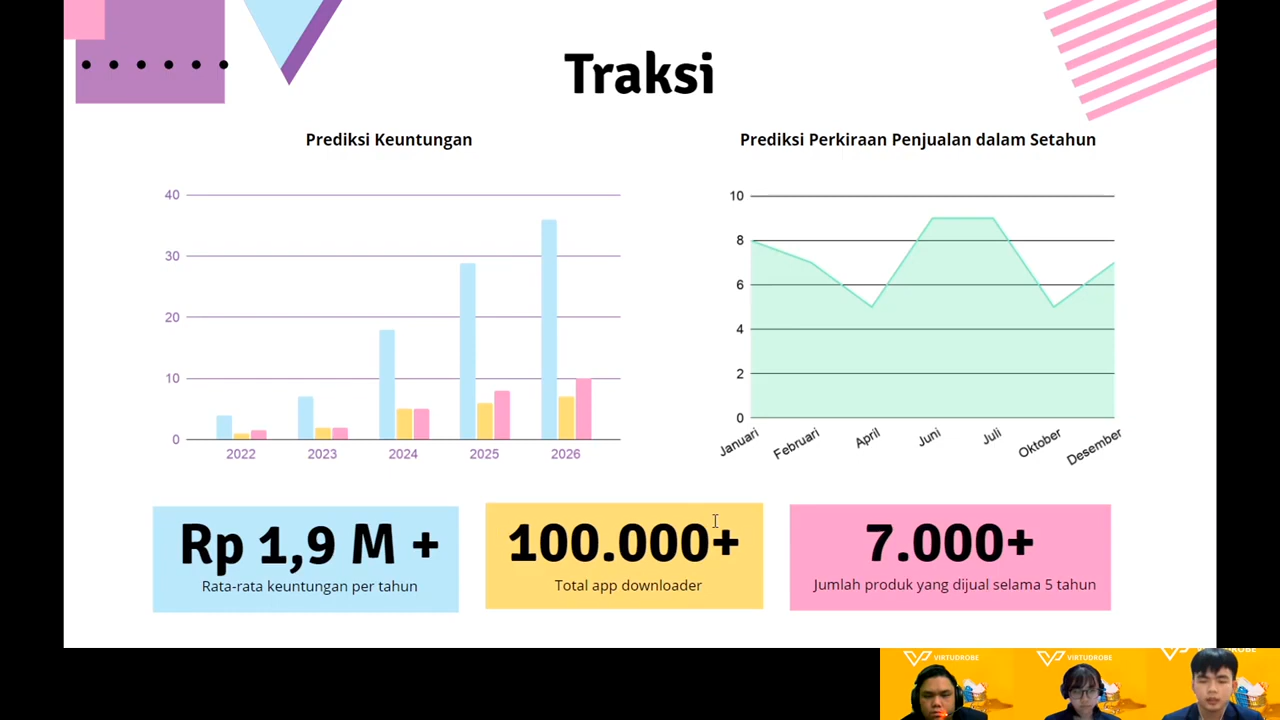 Traksi
Prediksi Keuntungan
40
30
20
10
0
2022 2023 2024 2025 2026
Prediksi Perkiraan Penjualan dalam Setahun
10
8
6
4
2
0
Januari Februari April Juni Juli Oktober Desember
Rp 1,9 M +
Rata-rata keuntungan per tahun
100.000+
Total app downloader
7.000+
Jumlah produk yang dijual selama 5 tahun
VIRTUDROBE VIRTUDROBE